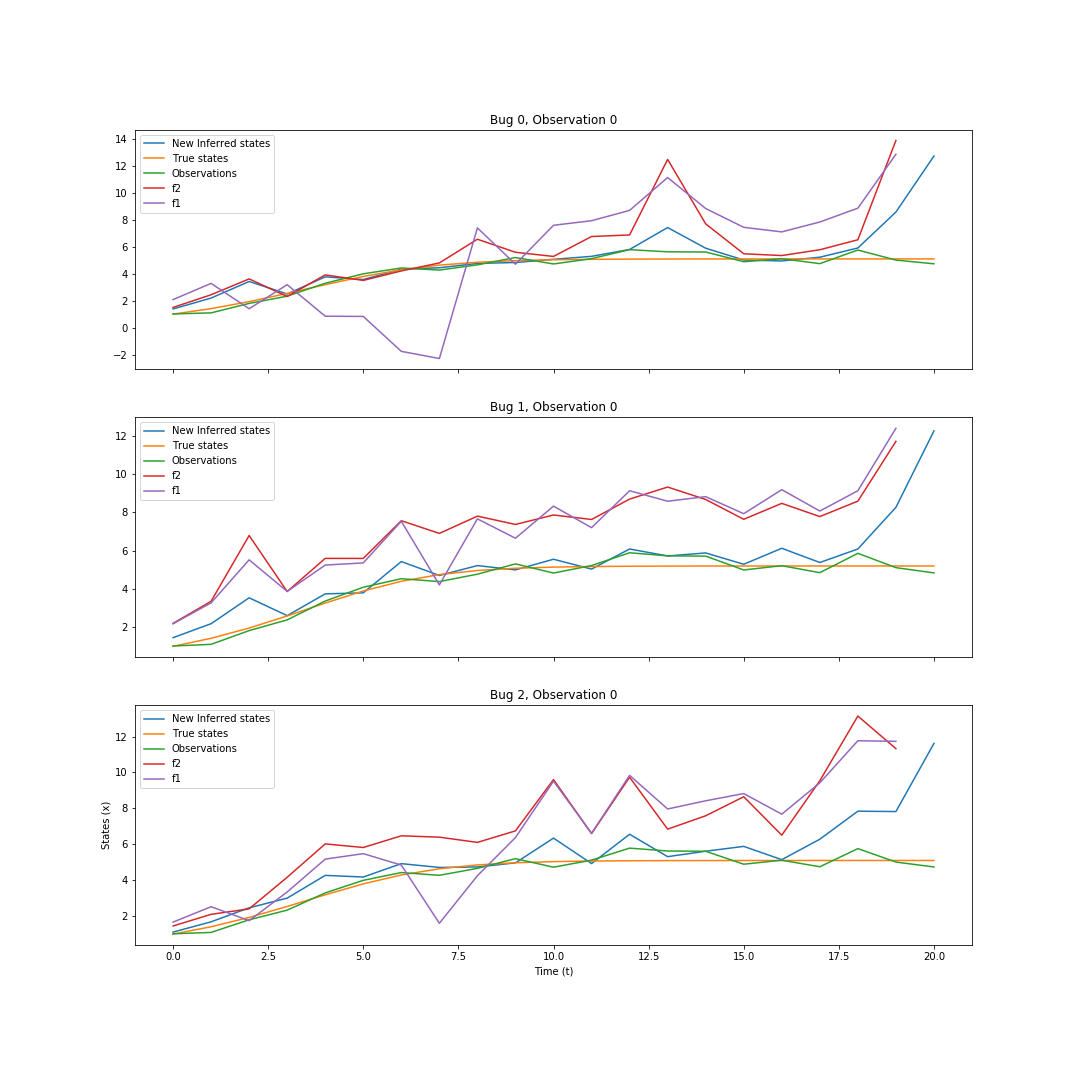 Bug 0, Observation 0
14
12
10
8
6
4
2
0
−2
New Inferred states
True states
Observations
f2
f1
Bug 1, Observation 0
12
10
8
6
4
2
New Inferred states
True states
Observations
f2
f1
Bug 2, Observation 0
12
10
8
6
4
2
New Inferred states
True states
Observations
f2
f1
States (x)
0.0 2.5 5.0 7.5 10.0 12.5 15.0 17.5 20.0
Time (t)